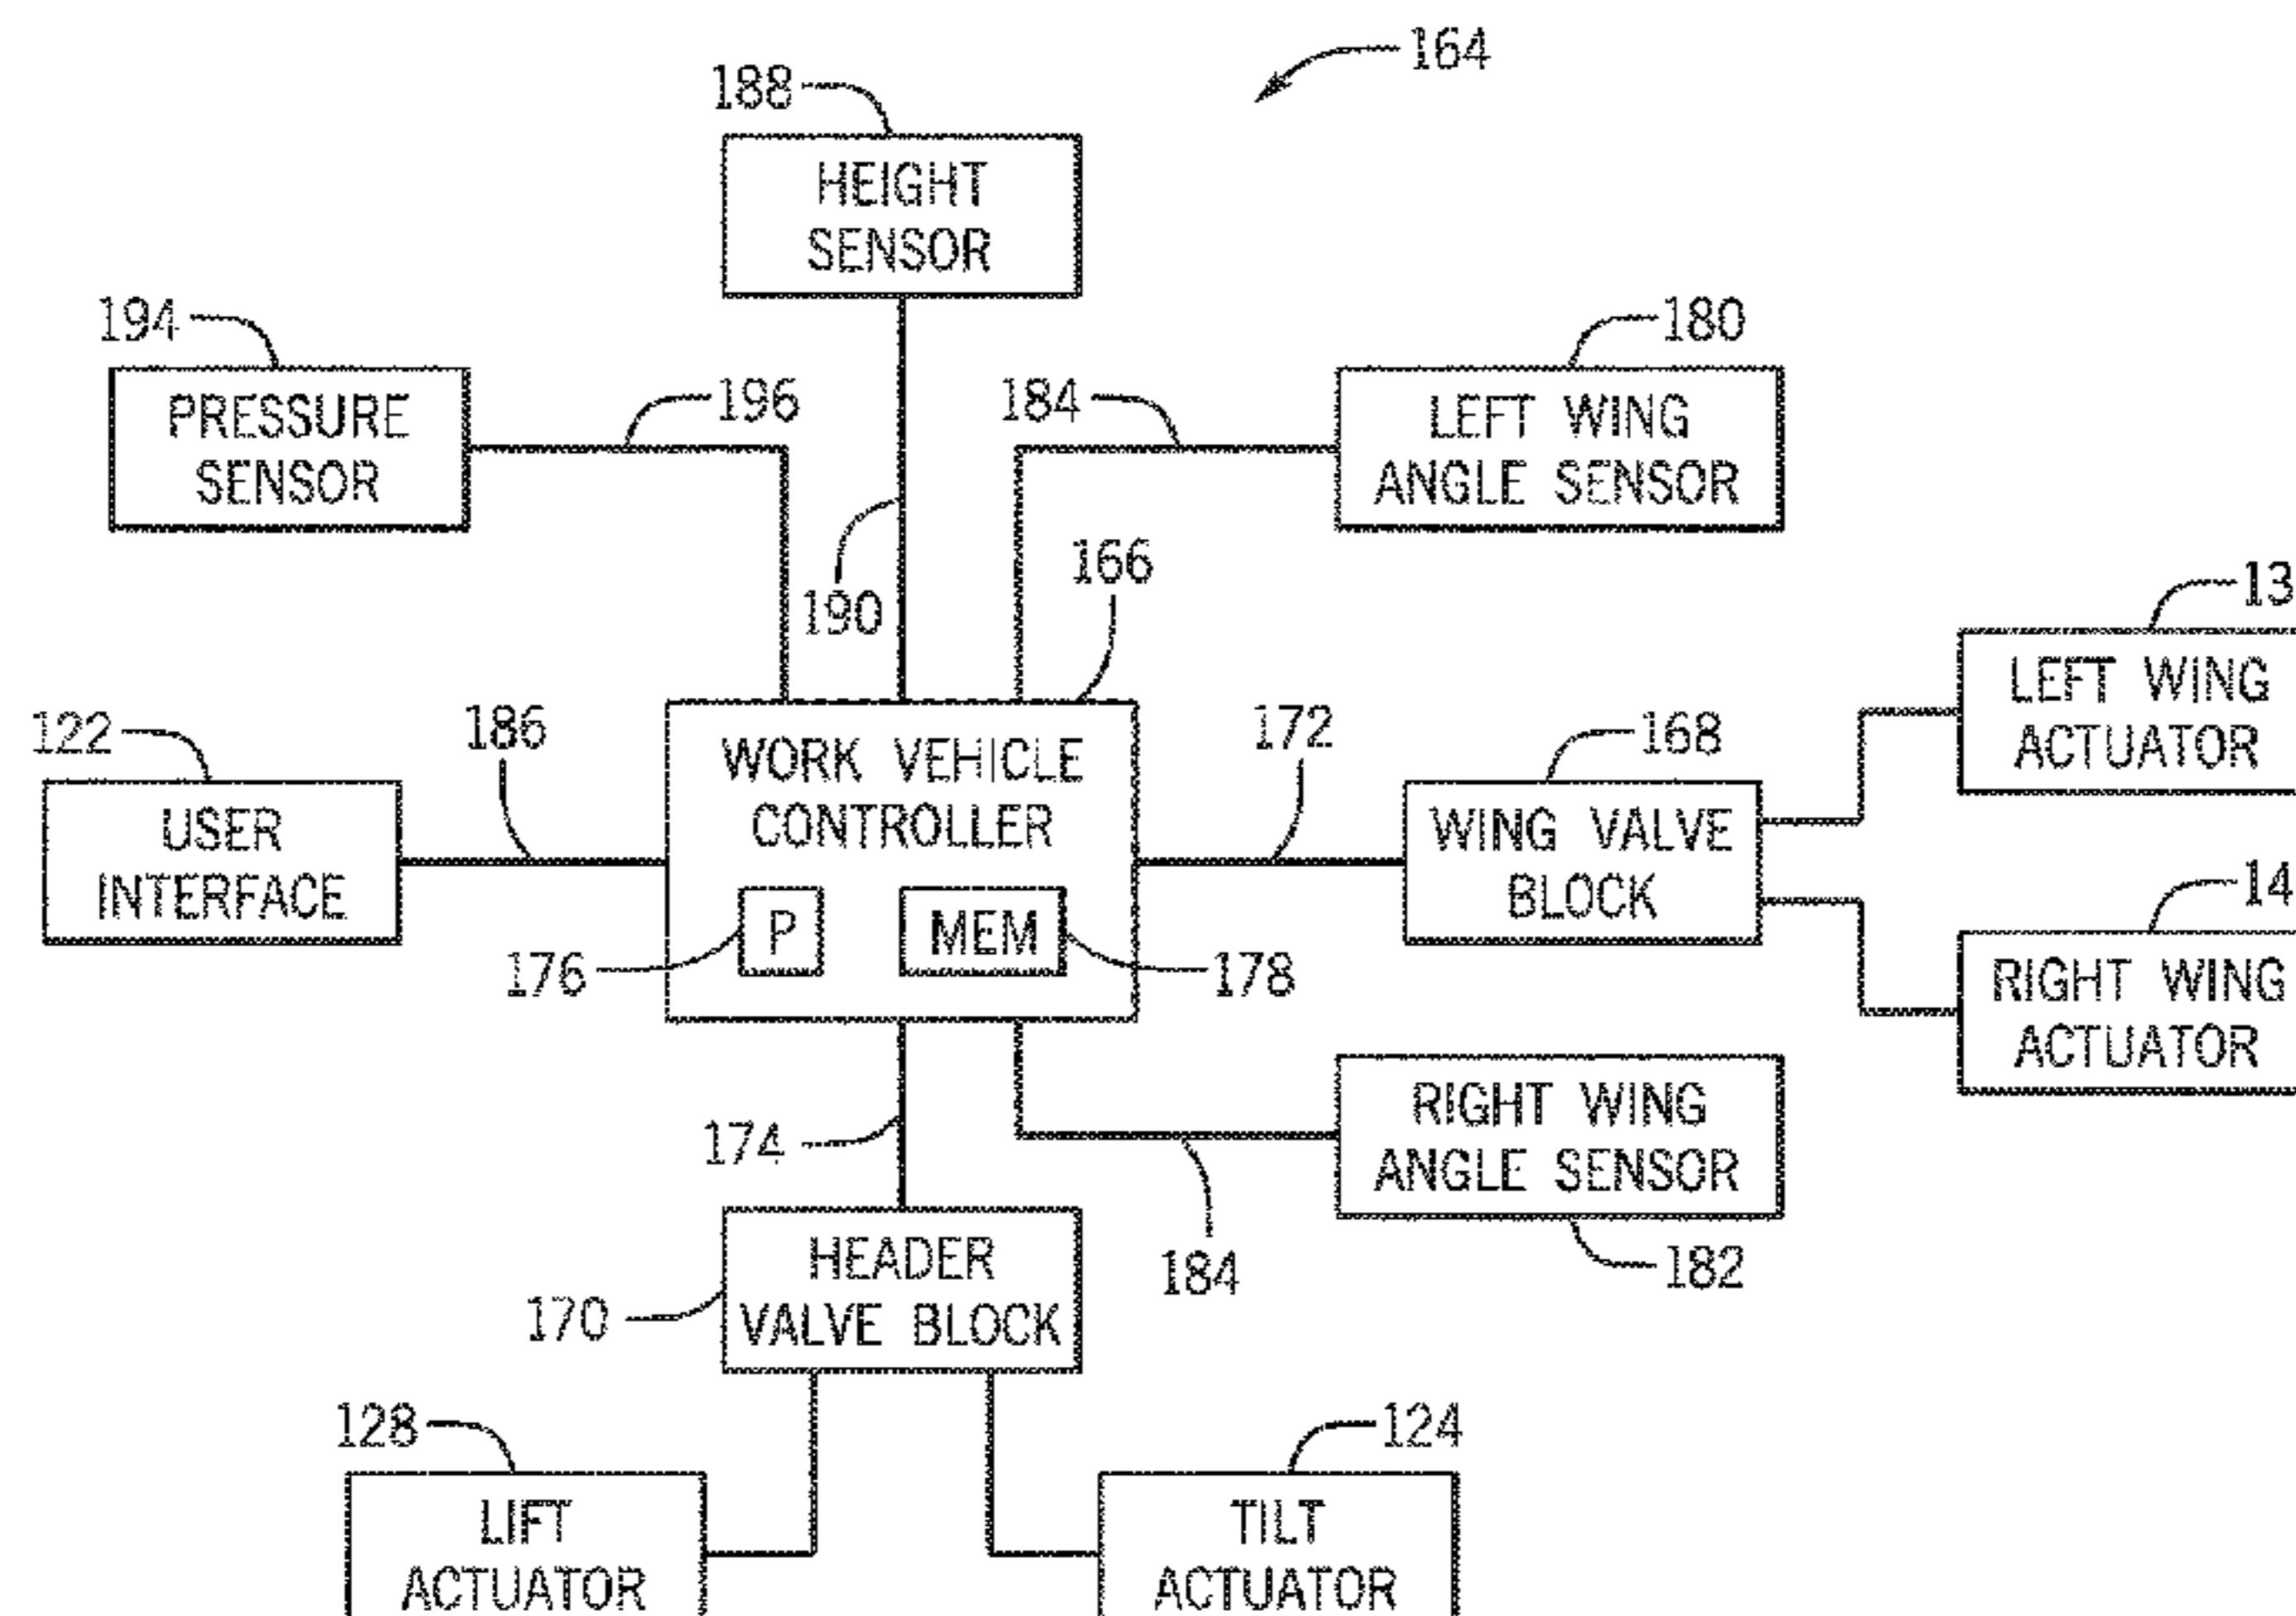 164
188
HEIGHT
SENSOR
194
180
PRESSURE
SENSOR
196
184
LEFT WING
ANGLE SENSOR
190
166
13
LEFT WING
ACTUATOR
122
186
172
168
USER
INTERFACE
WORK VEHICLE
CONTROLLER
P
MEM
176
178
WING VALVE
BLOCK
14
RIGHT WING
ACTUATOR
174
184
RIGHT WING
ANGLE SENSOR
182
HEADER
VALVE BLOCK
170
128
124
LIFT
ACTUATOR
TILT
ACTUATOR